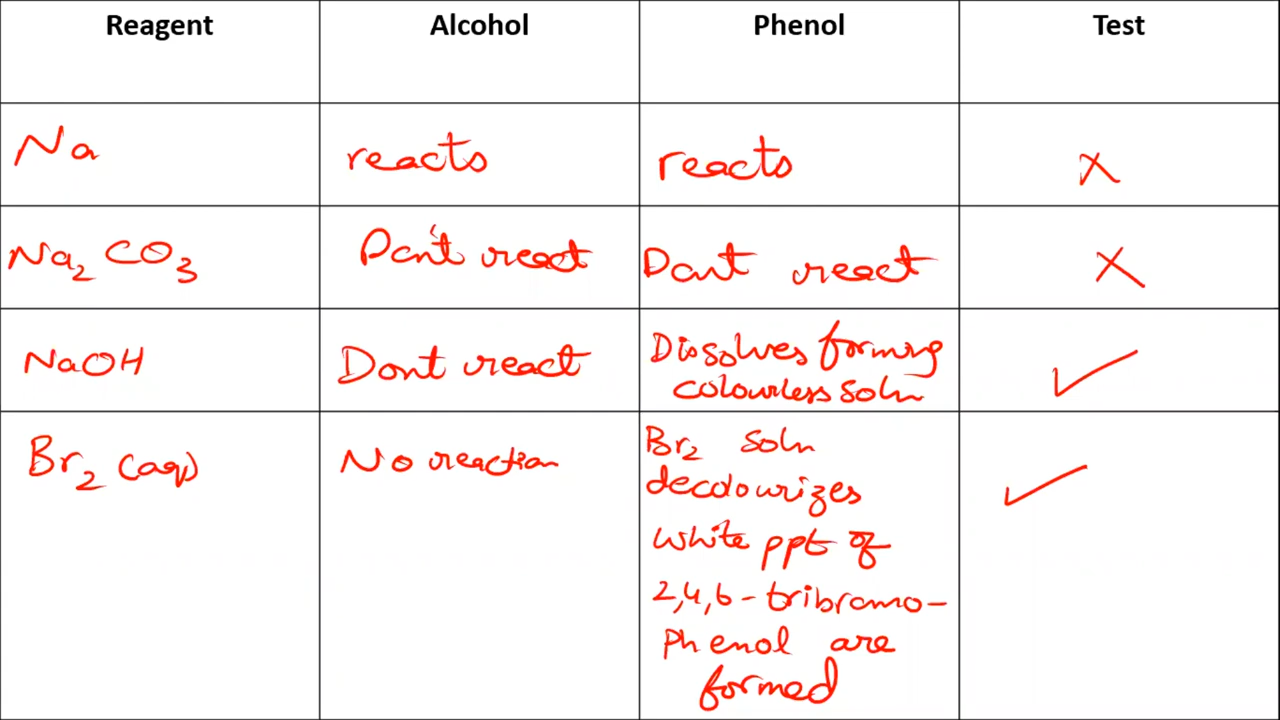 Reagent Alcohol Phenol Test
Na reacts reacts X
Na2CO3 Don't react Dont react X
NaOH Dont react Dissolves forming
colourless soln ✓
Br2 (aq) No reaction Br2 soln
decolourizes ✓
White ppt of
2,4,6-tribromo-
Phenol are
formed